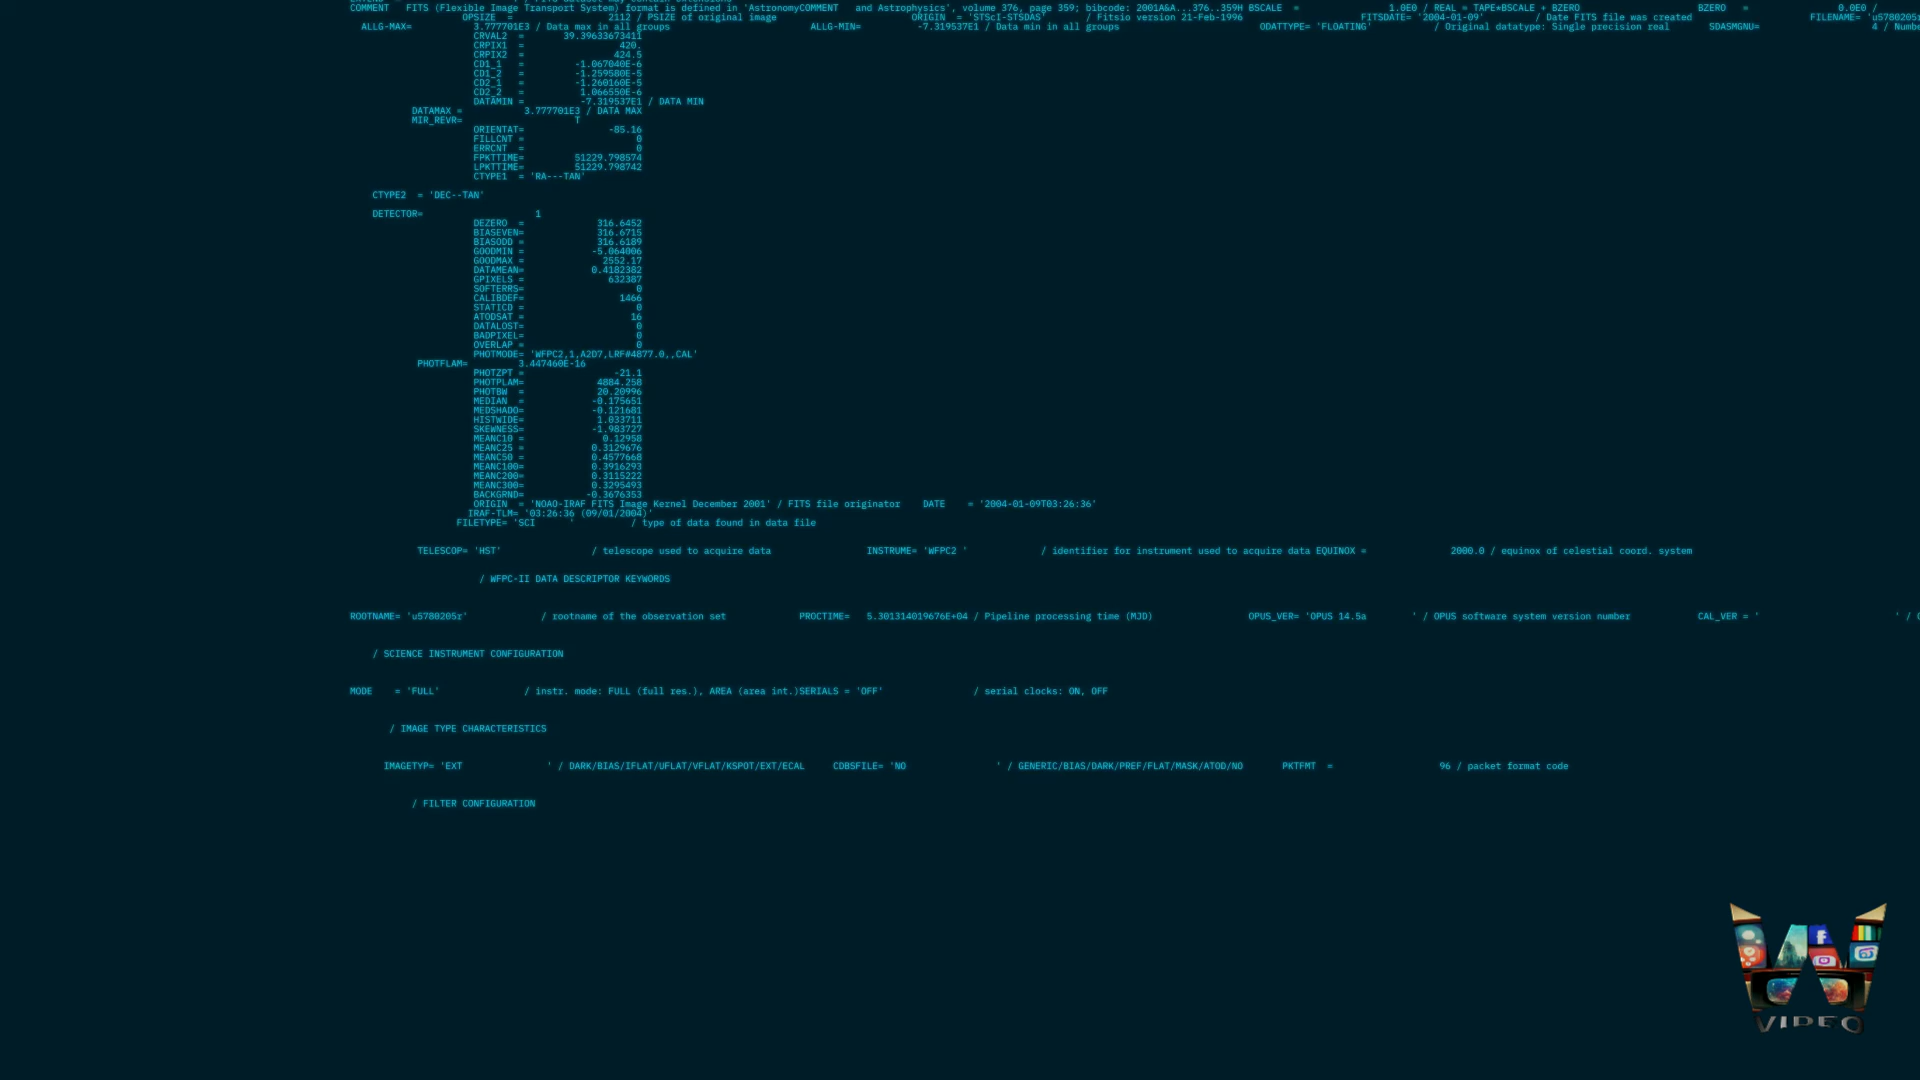 COMMENT FITS (Flexible Image Transport System) format is defined in 'AstronomyCOMMENT and Astrophysics', volume 376, page 359; bibcode: 2001A&A...376..359H BSCALE = 1.0E0 / REAL = TAPE*BSCALE + BZERO BZERO = 0.0E0 /
OPSIZE = 2112 / PSIZE of original image ORIGIN = 'STScI-STSDAS' / Fitsio version 21-Feb-1996 FITSDATE= '2004-01-09' / Date FITS file was created FILENAME= 'u5780205r
ALLG-MAX= 3.777701E3 / Data max in all groups ALLG-MIN= -7.319537E1 / Data min in all groups ODATTYPE= 'FLOATING' / Original datatype: Single precision real SDASMGNU= 4 /
CRVAL2 = 39.39633673411
CRPIX1 = 420.
CRPIX2 = 424.5
CD1_1 = -1.067040E-6
CD1_2 = -1.259580E-5
CD2_1 = -1.260160E-5
CD2_2 = 1.066550E-6
DATAMIN = -7.319537E1 / DATA MIN
DATAMAX = 3.777701E3 / DATA MAX
MIR_REVR= T
ORIENTAT= -85.16
FILLCNT = 0
ERRCNT = 0
FPKTTIME= 51229.798574
LPKTTIME= 51229.798742
CTYPE1 = 'RA---TAN'
CTYPE2 = 'DEC--TAN'
DETECTOR= 1
DEZERO = 316.6452
BIASEVEN= 316.6715
BIASODD = 316.6189
GOODMIN = -5.064006
GOODMAX = 2552.17
DATAMEAN= 0.4182382
GPIXELS = 632387
SOFTERRS= 0
CALIBDEF= 1466
STATICD = 0
ATODSAT = 16
DATALOST= 0
BADPIXEL= 0
OVERLAP = 0
PHOTMODE= 'WFPC2,1,A2D7,LRF#4877.0,,CAL'
PHOTFLAM= 3.447460E-16
PHOTZPT = -21.1
PHOTPLAM= 4884.258
PHOTBW = 20.20996
MEDIAN = -0.175651
MEDSHADO= -0.121681
HISTWIDE= 1.033711
SKEWNESS= -1.983727
MEANC10 = 0.12958
MEANC25 = 0.3129676
MEANC50 = 0.4577668
MEANC100= 0.3916293
MEANC200= 0.3115222
MEANC300= 0.3295493
BACKGRND= -0.3676353
ORIGIN = 'NOAO-IRAF FITS Image Kernel December 2001' / FITS file originator DATE = '2004-01-09T03:26:36'
IRAF-TLM= '03:26:36 (09/01/2004)'
FILETYPE= 'SCI ' / type of data found in data file
TELESCOP= 'HST' / telescope used to acquire data INSTRUME= 'WFPC2 ' / identifier for instrument used to acquire data EQUINOX = 2000.0 / equinox of celestial coord. system
/ WFPC-II DATA DESCRIPTOR KEYWORDS
ROOTNAME= 'u5780205r' / rootname of the observation set PROCTIME= 5.301314019676E+04 / Pipeline processing time (MJD) OPUS_VER= 'OPUS 14.5a ' / OPUS software system version number CAL_VER = ' ' /
/ SCIENCE INSTRUMENT CONFIGURATION
MODE = 'FULL' / instr. mode: FULL (full res.), AREA (area int.)SERIALS = 'OFF' / serial clocks: ON, OFF
/ IMAGE TYPE CHARACTERISTICS
IMAGETYP= 'EXT ' / DARK/BIAS/IFLAT/UFLAT/VFLAT/KSPOT/EXT/ECAL CDBSFILE= 'NO ' / GENERIC/BIAS/DARK/PREF/FLAT/MASK/ATOD/NO PKTFMT = 96 / packet format code
/ FILTER CONFIGURATION
VIDEO